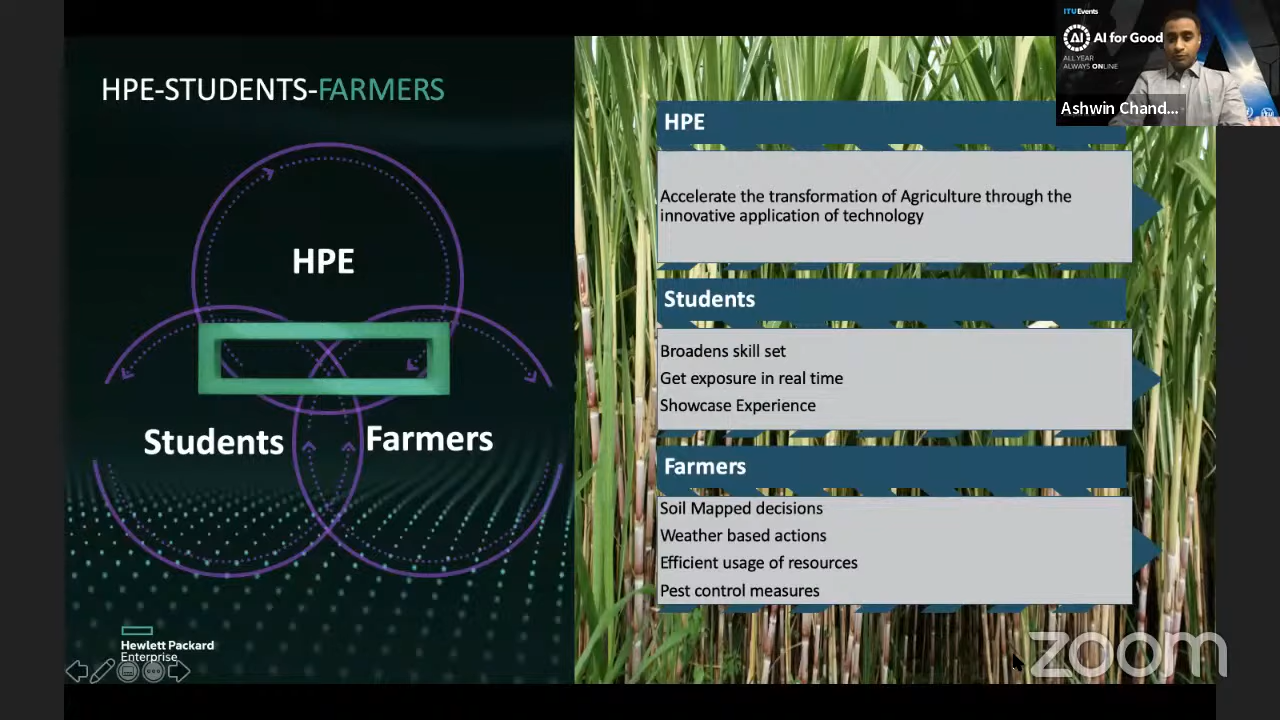 HPE-STUDENTS-FARMERS
HPE
Students
Farmers
Hewlett Packard
Enterprise
HPE
Accelerate the transformation of Agriculture through the
innovative application of technology
Students
Broadens skill set
Get exposure in real time
Showcase Experience
Farmers
Soil Mapped decisions
Weather based actions
Efficient usage of resources
Pest control measures
ITUEvents
AI AI for Good
ALL YEAR
ALWAYS ONLINE
Ashwin Chand...
zoom